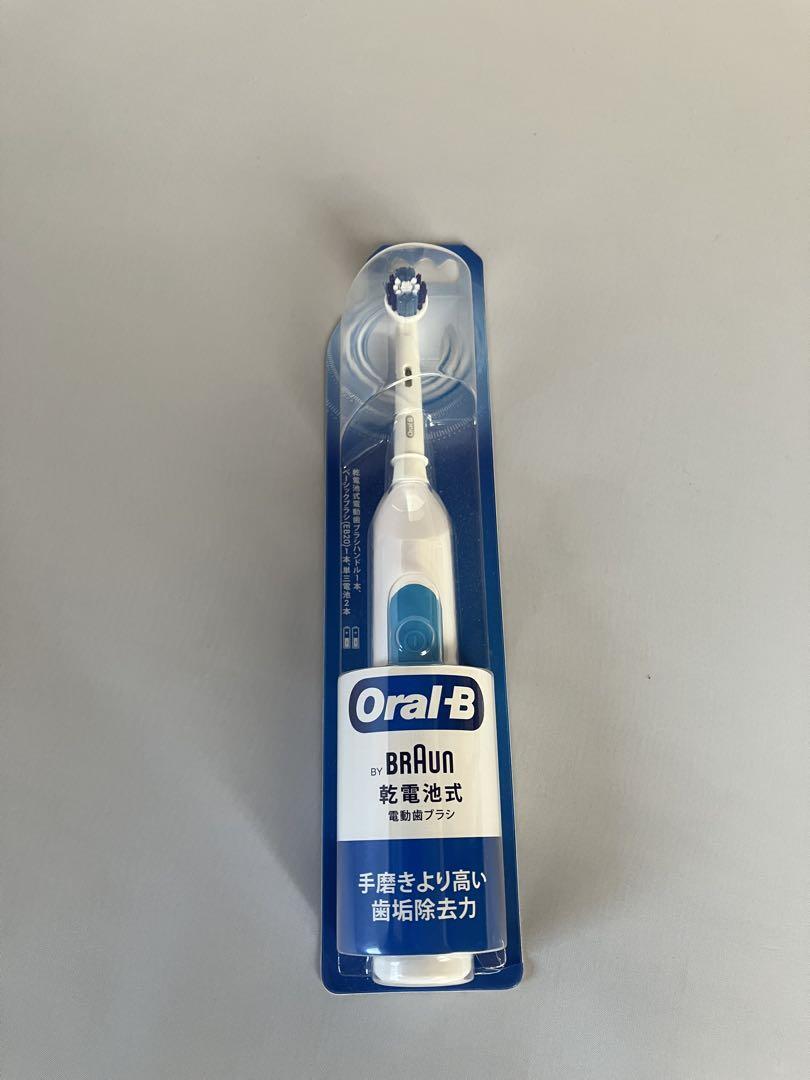 乾電池式電動歯ブラシハンドル1本、
ベーシックブラシ(EB20)1本、単三電池2本
Oral-B
Oral-B
BY BRAUN
乾電池式
電動歯ブラシ
手磨きより高い
歯垢除去力